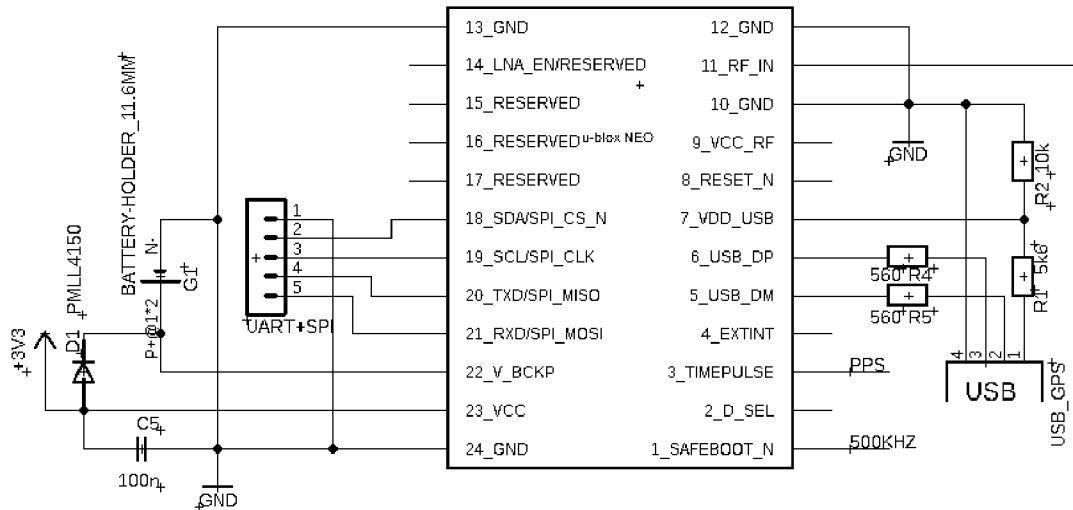 13_GND
14_LNA_EN/RESERVED
15_RESERVED
16_RESERVED
17_RESERVED
18_SDA/SPI_CS_N
19_SCL/SPI_CLK
20_TXD/SPI_MISO
21_RXD/SPI_MOSI
22_V_BCKP
23_VCC
24_GND
u-blox NEO
12_GND
11_RF_IN
10_GND
9_VCC_RF
8_RESET_N
7_VDD_USB
6_USB_DP
5_USB_DM
4_EXTINT
3_TIMEPULSE
2_D_SEL
1_SAFEBOOT_N
BATTERY-HOLDER_11.6MM
N-
G1
P+@1*2
D1
PMLL4150
+3V3
C5
100n
GND
1
2
3
4
5
UART+SPI
GND
R2
10k
R1
5k6
560 R4
560 R5
4
3
2
1
USB
USB_GPS
PPS
500KHZ